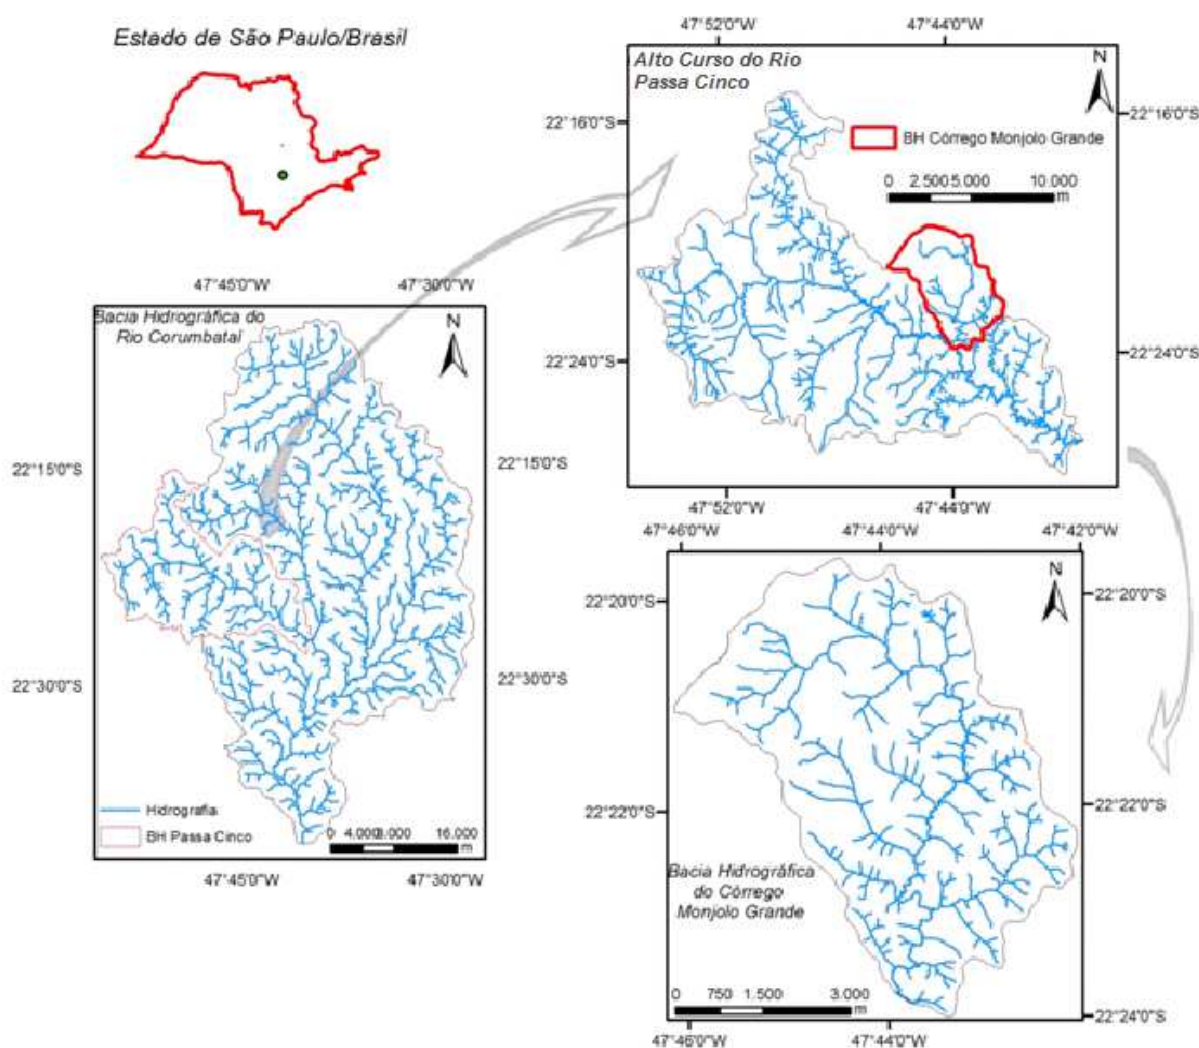 Estado de São Paulo/Brasil
47°52'0"W 47°44'0"W
Alto Curso do Rio
Passa Cinco
N
22°16'0"S 22°16'0"S
BH Córrego Monjolo Grande
0 2.500 5.000 10.000
m
22°24'0"S 22°24'0"S
47°52'0"W 47°44'0"W
47°45'0"W 47°30'0"W
Bacia Hidrográfica do
Rio Corumbataí
N
22°15'0"S 22°15'0"S
22°30'0"S 22°30'0"S
Hidrografia
BH Passa Cinco
0 4.000 8.000 16.000
m
47°45'0"W 47°30'0"W
47°46'0"W 47°44'0"W 47°42'0"W
N
22°20'0"S 22°20'0"S
22°22'0"S 22°22'0"S
Bacia Hidrográfica
do Córrego
Monjolo Grande
0 750 1.500 3.000
m
22°24'0"S
47°46'0"W 47°44'0"W